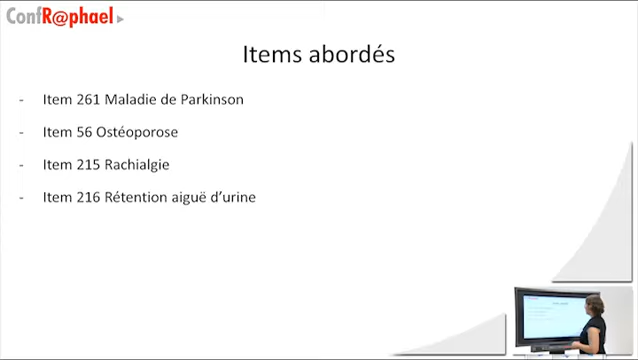 ConfR@phael
Items abordés
- Item 261 Maladie de Parkinson
- Item 56 Ostéoporose
- Item 215 Rachialgie
- Item 216 Rétention aiguë d'urine